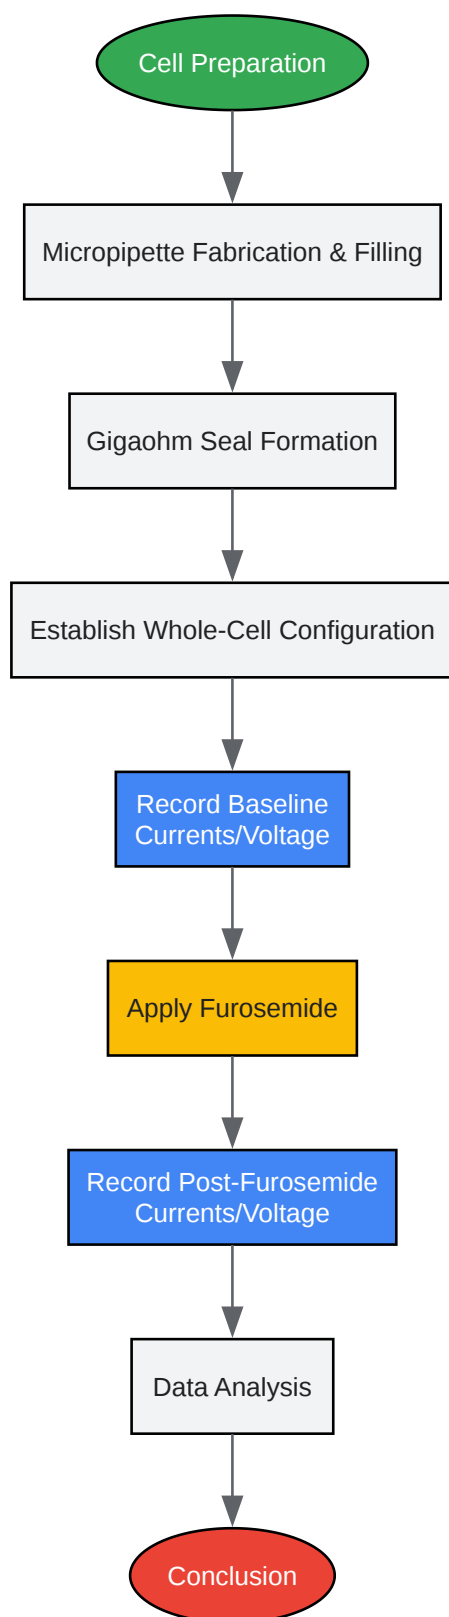 Cell Preparation
Micropipette Fabrication & Filling
Gigaohm Seal Formation
Establish Whole-Cell Configuration
Record Baseline
Currents/Voltage
Apply Furosemide
Record Post-Furosemide
Currents/Voltage
Data Analysis
Conclusion